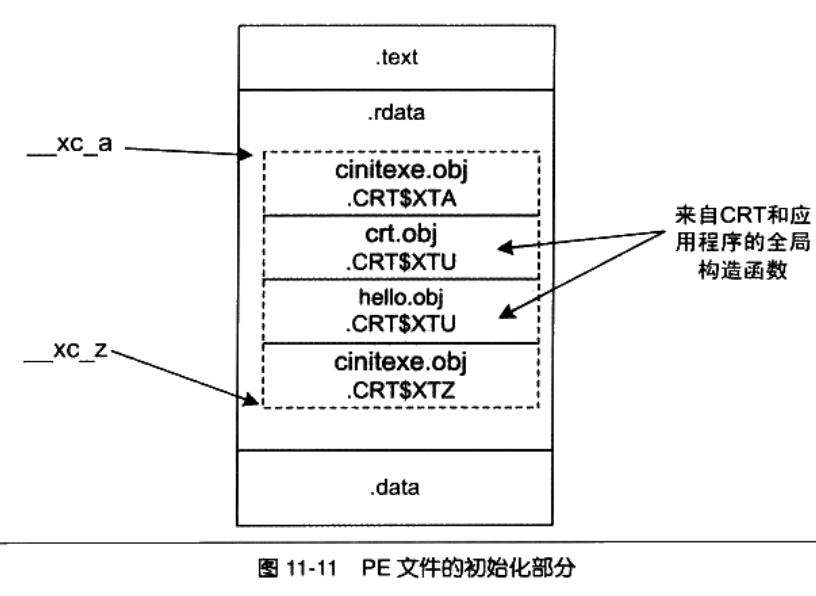 .text
.rdata
__xc_a
cinitexe.obj
.CRT$XTA
crt.obj
.CRT$XTU
来自CRT和应
用程序的全局
构造函数
hello.obj
.CRT$XTU
__xc_z
cinitexe.obj
.CRT$XTZ
.data
图 11-11 PE 文件的初始化部分